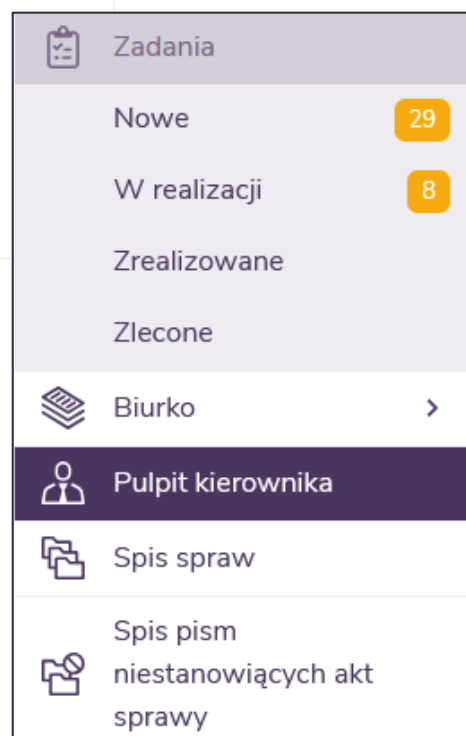 Zadania
Nowe 29
W realizacji 8
Zrealizowane
Zlecone
Biurko
Pulpit kierownika
Spis spraw
Spis pism
niestanowiących akt
sprawy